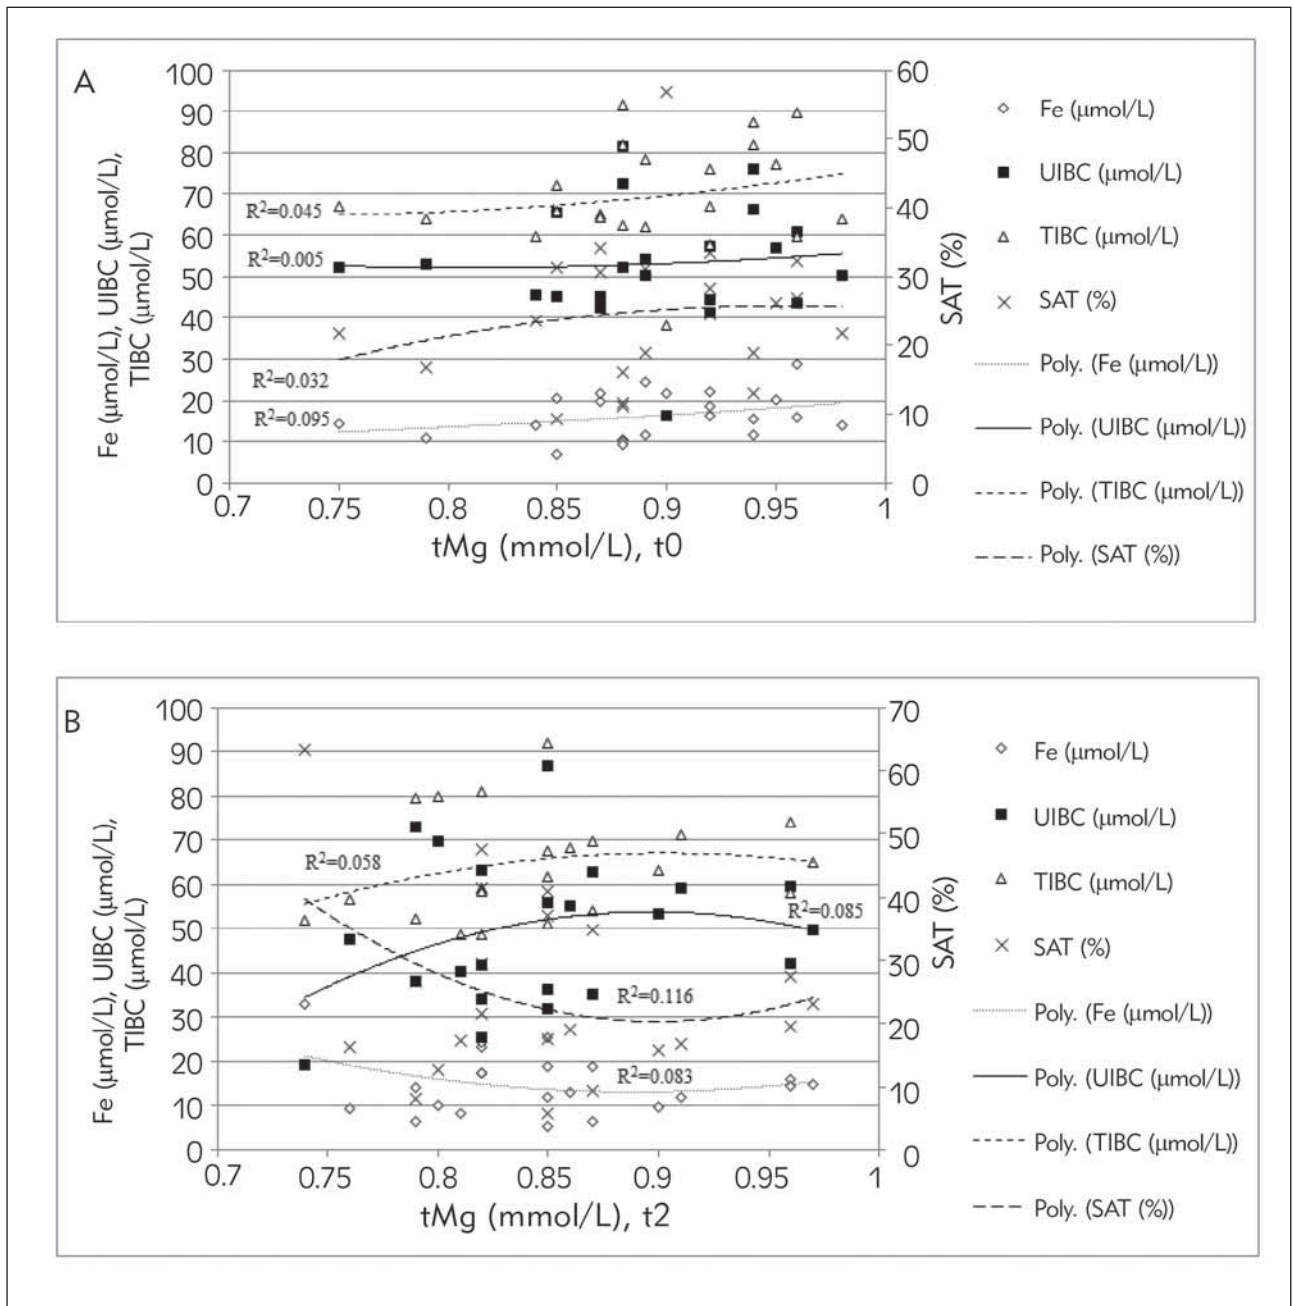 A
100
90
80
70
60
50
40
30
20
10
0
Fe (μmol/L), UIBC (μmol/L),
TIBC (μmol/L)
R²=0.045
R²=0.005
R²=0.032
R²=0.095
0.7
0.75
0.8
0.85
0.9
0.95
1
tMg (mmol/L), t0
60
50
40
30
20
10
0
SAT (%)
Fe (μmol/L)
UIBC (μmol/L)
TIBC (μmol/L)
SAT (%)
Poly. (Fe (μmol/L))
Poly. (UIBC (μmol/L))
Poly. (TIBC (μmol/L))
Poly. (SAT (%))
B
100
90
80
70
60
50
40
30
20
10
0
Fe (μmol/L), UIBC (μmol/L),
TIBC (μmol/L)
R²=0.058
R²=0.085
R²=0.116
R²=0.083
0.7
0.75
0.8
0.85
0.9
0.95
1
tMg (mmol/L), t2
70
60
50
40
30
20
10
0
SAT (%)
Fe (μmol/L)
UIBC (μmol/L)
TIBC (μmol/L)
SAT (%)
Poly. (Fe (μmol/L))
Poly. (UIBC (μmol/L))
Poly. (TIBC (μmol/L))
Poly. (SAT (%))